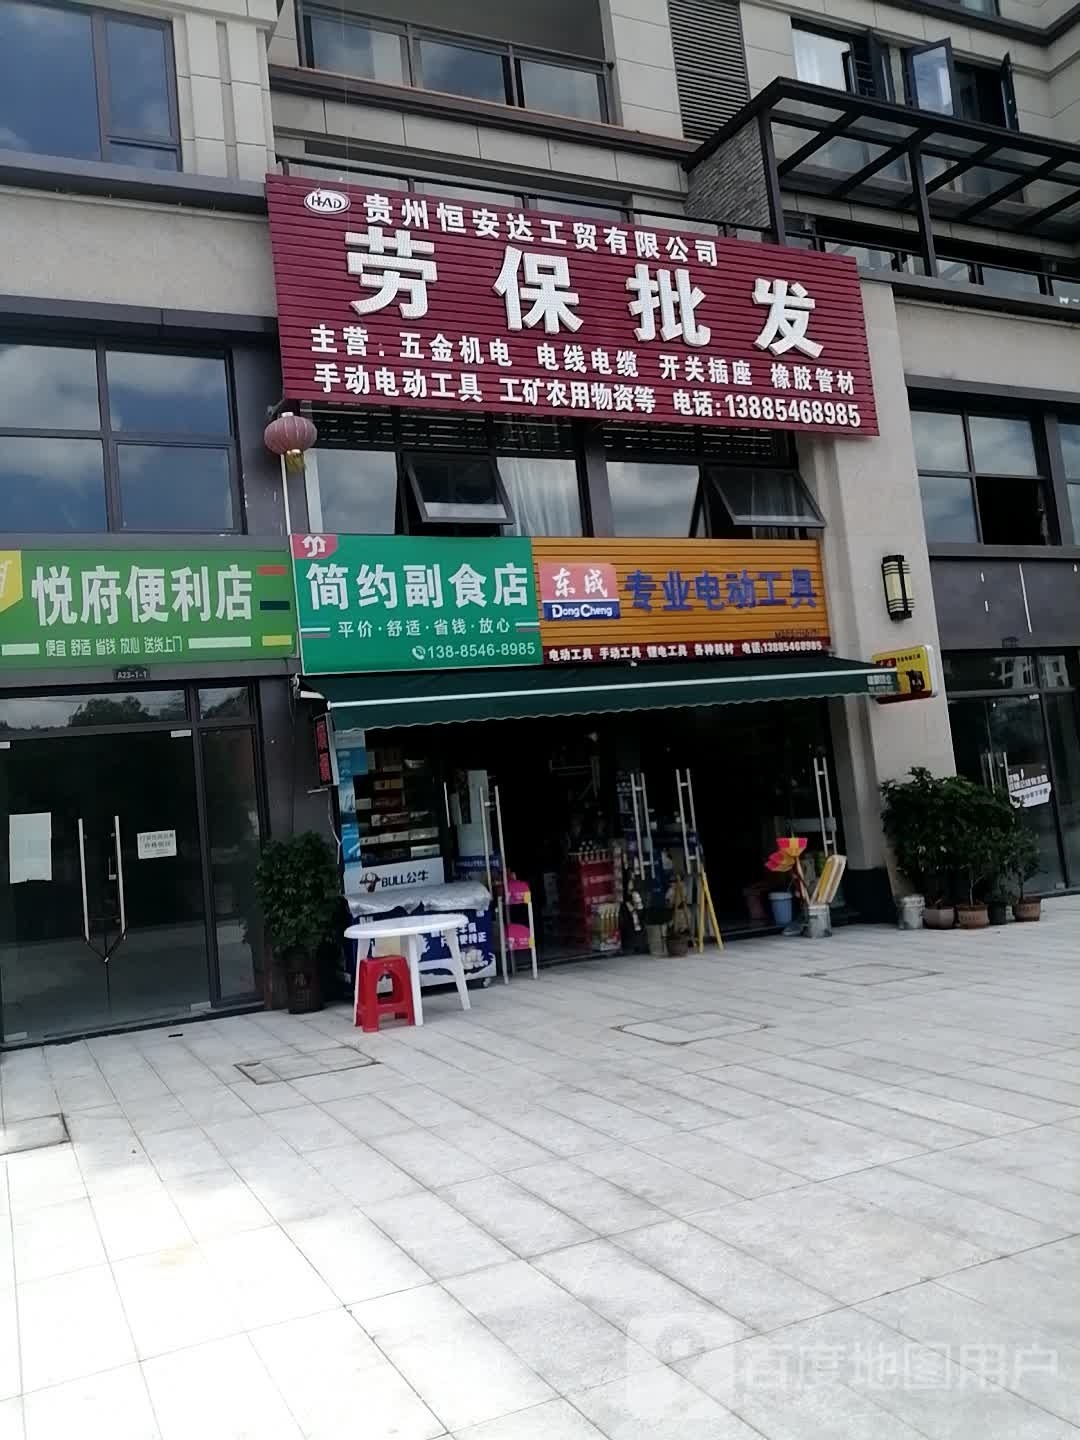 HAD
贵州恒安达工贸有限公司
劳保批发
主营：五金机电 电线电缆 开关插座 橡胶管材
手动电动工具 工矿农用物资等 电话:13885468985
悦府便利店
便宜 舒适 省钱 放心 送货上门
A23-1-1
简约副食店
平价·舒适·省钱·放心
138-8546-8985
东成
DongCheng
专业电动工具
电动工具 手动工具 锂电工具 各种耗材 电话:13885468985
BULL公牛
百度地图用户